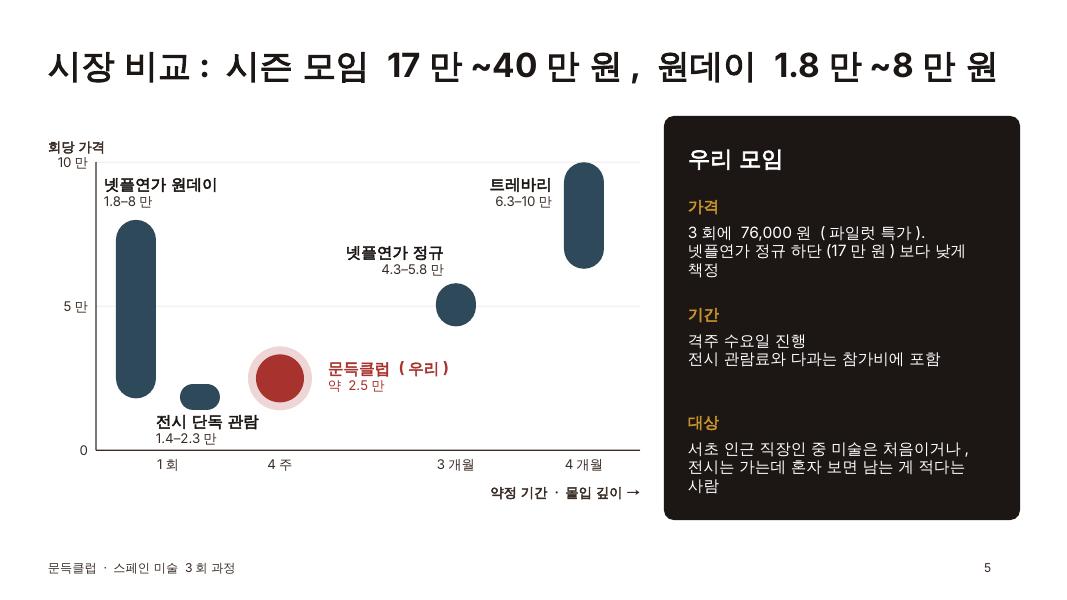 시장 비교 : 시즌 모임 17 만 ~40 만 원 , 원데이 1.8 만 ~8 만 원
회당 가격
10 만
넷플연가 원데이
1.8–8 만
트레바리
6.3–10 만
넷플연가 정규
4.3–5.8 만
5 만
문득클럽 ( 우리 )
약 2.5 만
전시 단독 관람
1.4–2.3 만
0
1 회
4 주
3 개월
4 개월
약정 기간 · 몰입 깊이 →
우리 모임
가격
3 회에 76,000 원 ( 파일럿 특가 ).
넷플연가 정규 하단 (17 만 원 ) 보다 낮게
책정
기간
격주 수요일 진행
전시 관람료와 다과는 참가비에 포함
대상
서초 인근 직장인 중 미술은 처음이거나 ,
전시는 가는데 혼자 보면 남는 게 적다는
사람
문득클럽 · 스페인 미술 3 회 과정
5